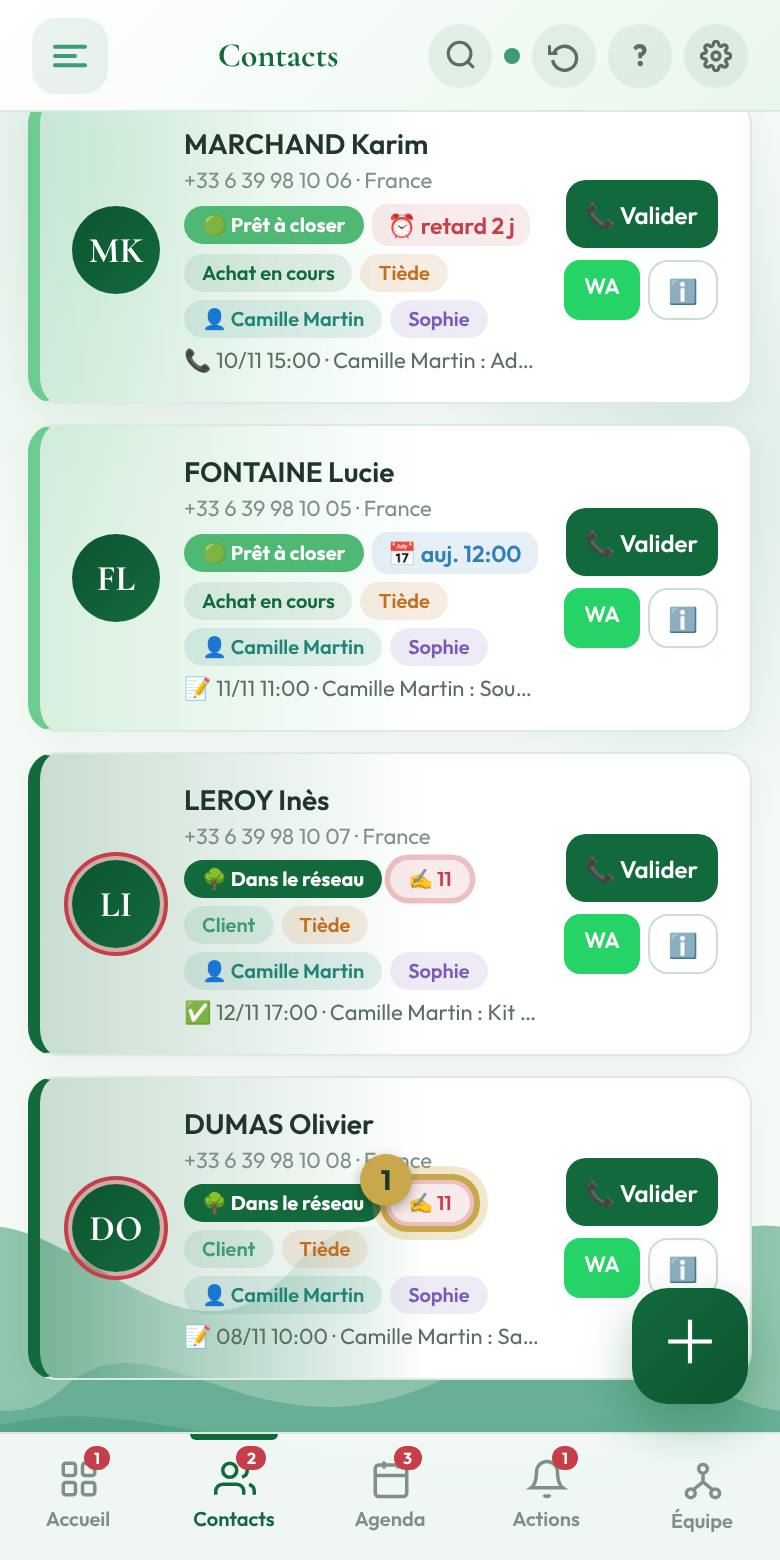 Contacts
?
MARCHAND Karim
+33 6 39 98 10 06 · France
MK
Prêt à closer
retard 2 j
Valider
Achat en cours
Tiède
WA
Camille Martin
Sophie
10/11 15:00 · Camille Martin : Ad...
FONTAINE Lucie
+33 6 39 98 10 05 · France
FL
Prêt à closer
auj. 12:00
Valider
Achat en cours
Tiède
WA
Camille Martin
Sophie
11/11 11:00 · Camille Martin : Sou...
LEROY Inès
+33 6 39 98 10 07 · France
LI
Dans le réseau
11
Valider
Client
Tiède
WA
Camille Martin
Sophie
12/11 17:00 · Camille Martin : Kit ...
DUMAS Olivier
+33 6 39 98 10 08 ·
1
DO
Dans le réseau
11
Valider
Client
Tiède
WA
Camille Martin
Sophie
08/11 10:00 · Camille Martin : Sa...
1
2
3
1
Accueil
Contacts
Agenda
Actions
Équipe